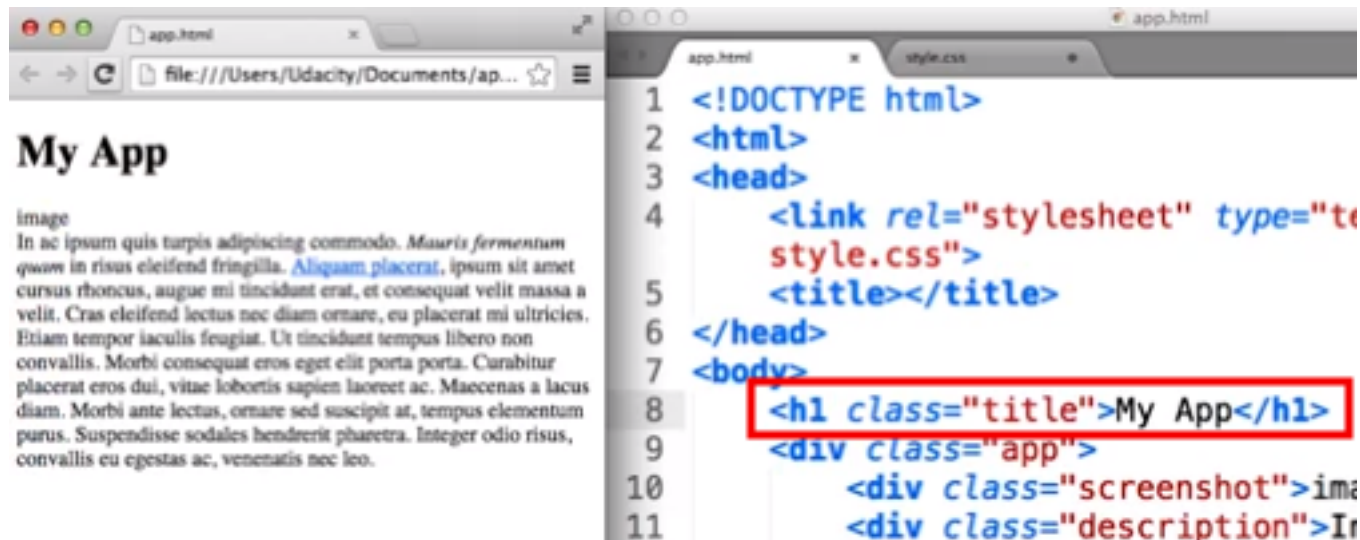 app.html
file:///Users/Udacity/Documents/ap...
My App
image
In ac ipsum quis turpis adipiscing commodo. Mauris fermentum
quam in risus eleifend fringilla. Aliquam placerat, ipsum sit amet
cursus rhoncus, augue mi tincidunt erat, et consequat velit massa a
velit. Cras eleifend lectus nec diam ornare, eu placerat mi ultricies.
Etiam tempor iaculis feugiat. Ut tincidunt tempus libero non
convallis. Morbi consequat eros eget elit porta porta. Curabitur
placerat eros dui, vitae lobortis sapien laoreet ac. Maecenas a lacus
diam. Morbi ante lectus, ornare sed suscipit at, tempus elementum
purus. Suspendisse sodales hendrerit pharetra. Integer odio risus,
convallis eu egestas ac, venenatis nec leo.
app.html
app.html style.css
1 <!DOCTYPE html>
2 <html>
3 <head>
4 <link rel="stylesheet" type="te
style.css">
5 <title></title>
6 </head>
7 <body>
8 <h1 class="title">My App</h1>
9 <div class="app">
10 <div class="screenshot">ima
11 <div class="description">In